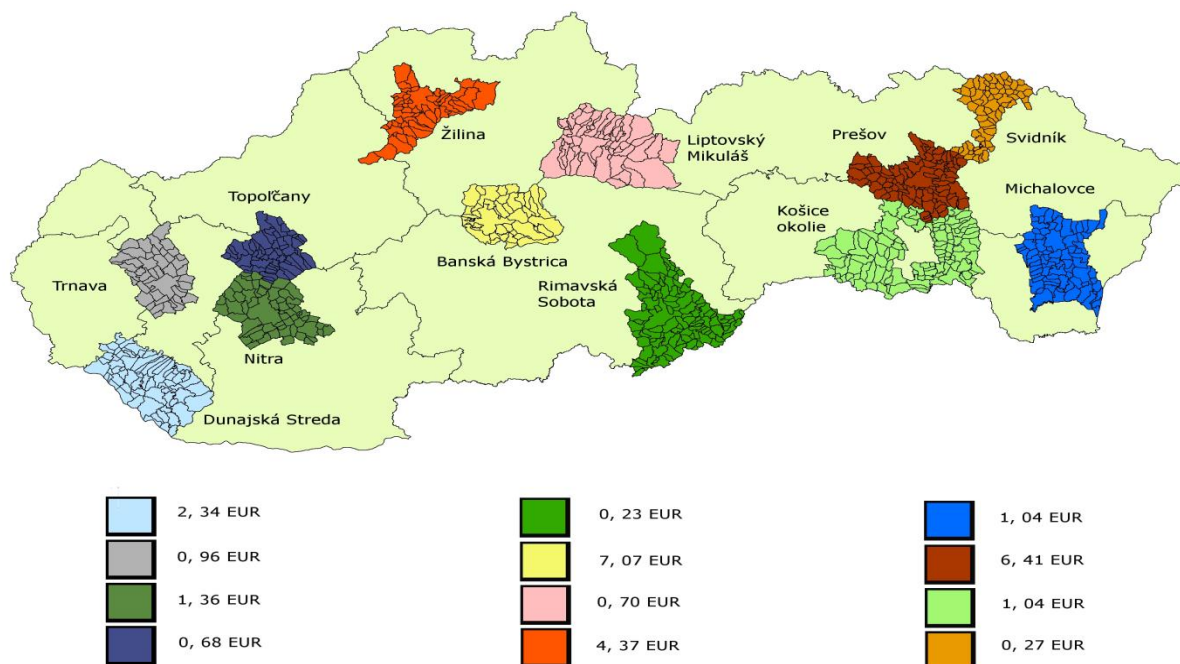 Žilina
Liptovský
Mikuláš
Prešov
Svidník
Topoľčany
Michalovce
Košice
okolie
Banská Bystrica
Rimavská
Sobota
Trnava
Nitra
Dunajská Streda
2, 34 EUR
0, 96 EUR
1, 36 EUR
0, 68 EUR
0, 23 EUR
7, 07 EUR
0, 70 EUR
4, 37 EUR
1, 04 EUR
6, 41 EUR
1, 04 EUR
0, 27 EUR